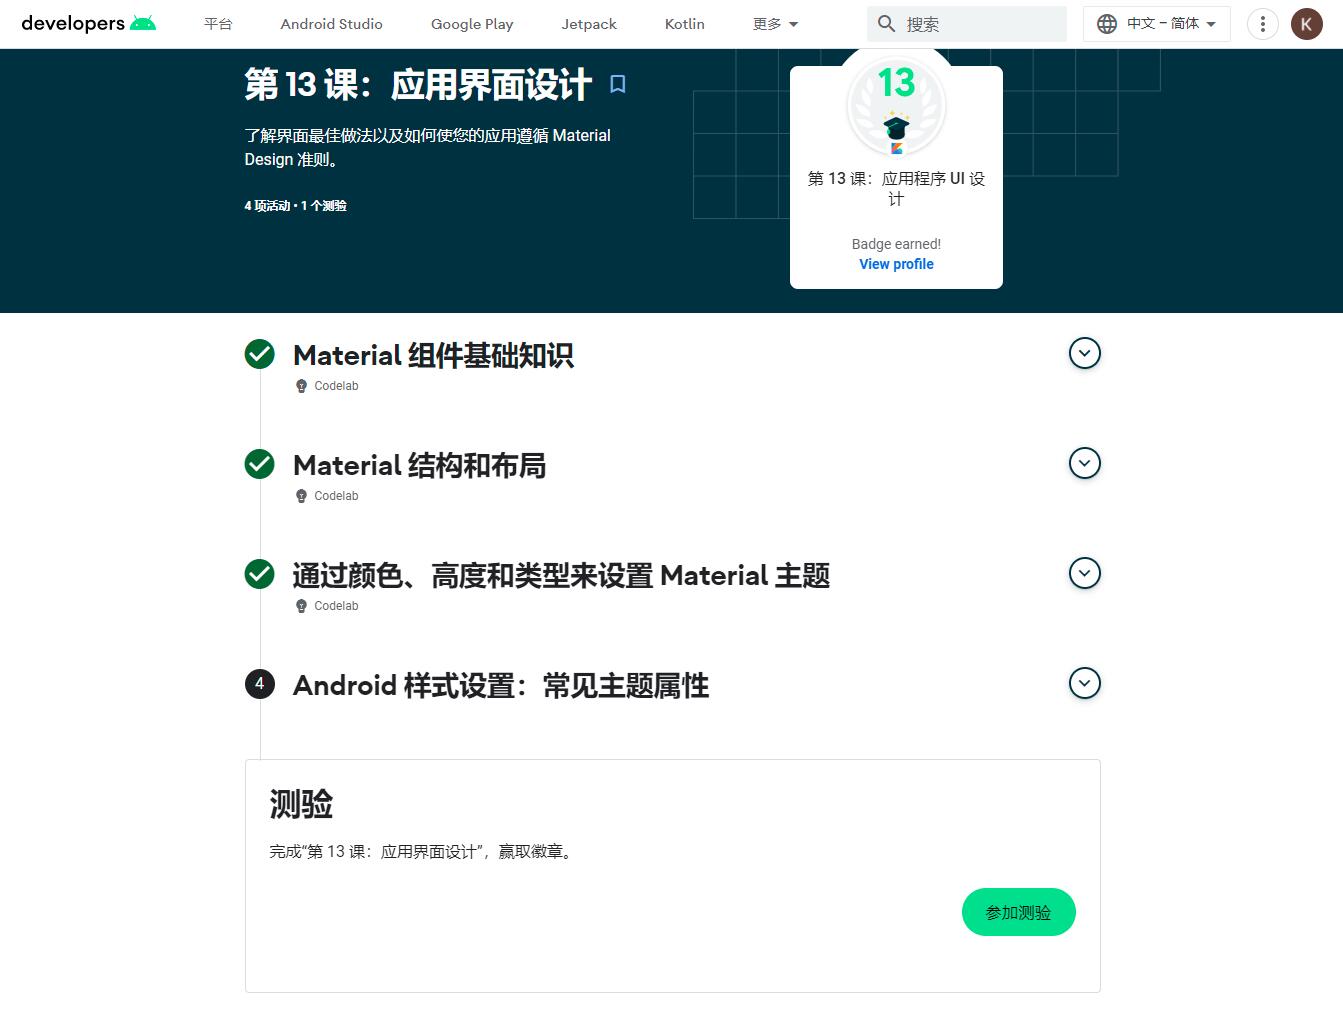 developers
平台
Android Studio
Google Play
Jetpack
Kotlin
更多
搜索
中文 – 简体
K
第 13 课：应用界面设计
了解界面最佳做法以及如何使您的应用遵循 Material
Design 准则。
4 项活动 • 1 个测验
13
第 13 课：应用程序 UI 设
计
Badge earned!
View profile
Material 组件基础知识
Codelab
Material 结构和布局
Codelab
通过颜色、高度和类型来设置 Material 主题
Codelab
4
Android 样式设置：常见主题属性
测验
完成“第 13 课：应用界面设计”，赢取徽章。
参加测验